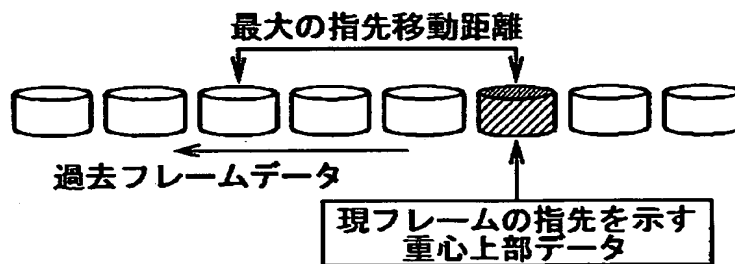 最大の指先移動距離
過去フレームデータ
現フレームの指先を示す
重心上部データ